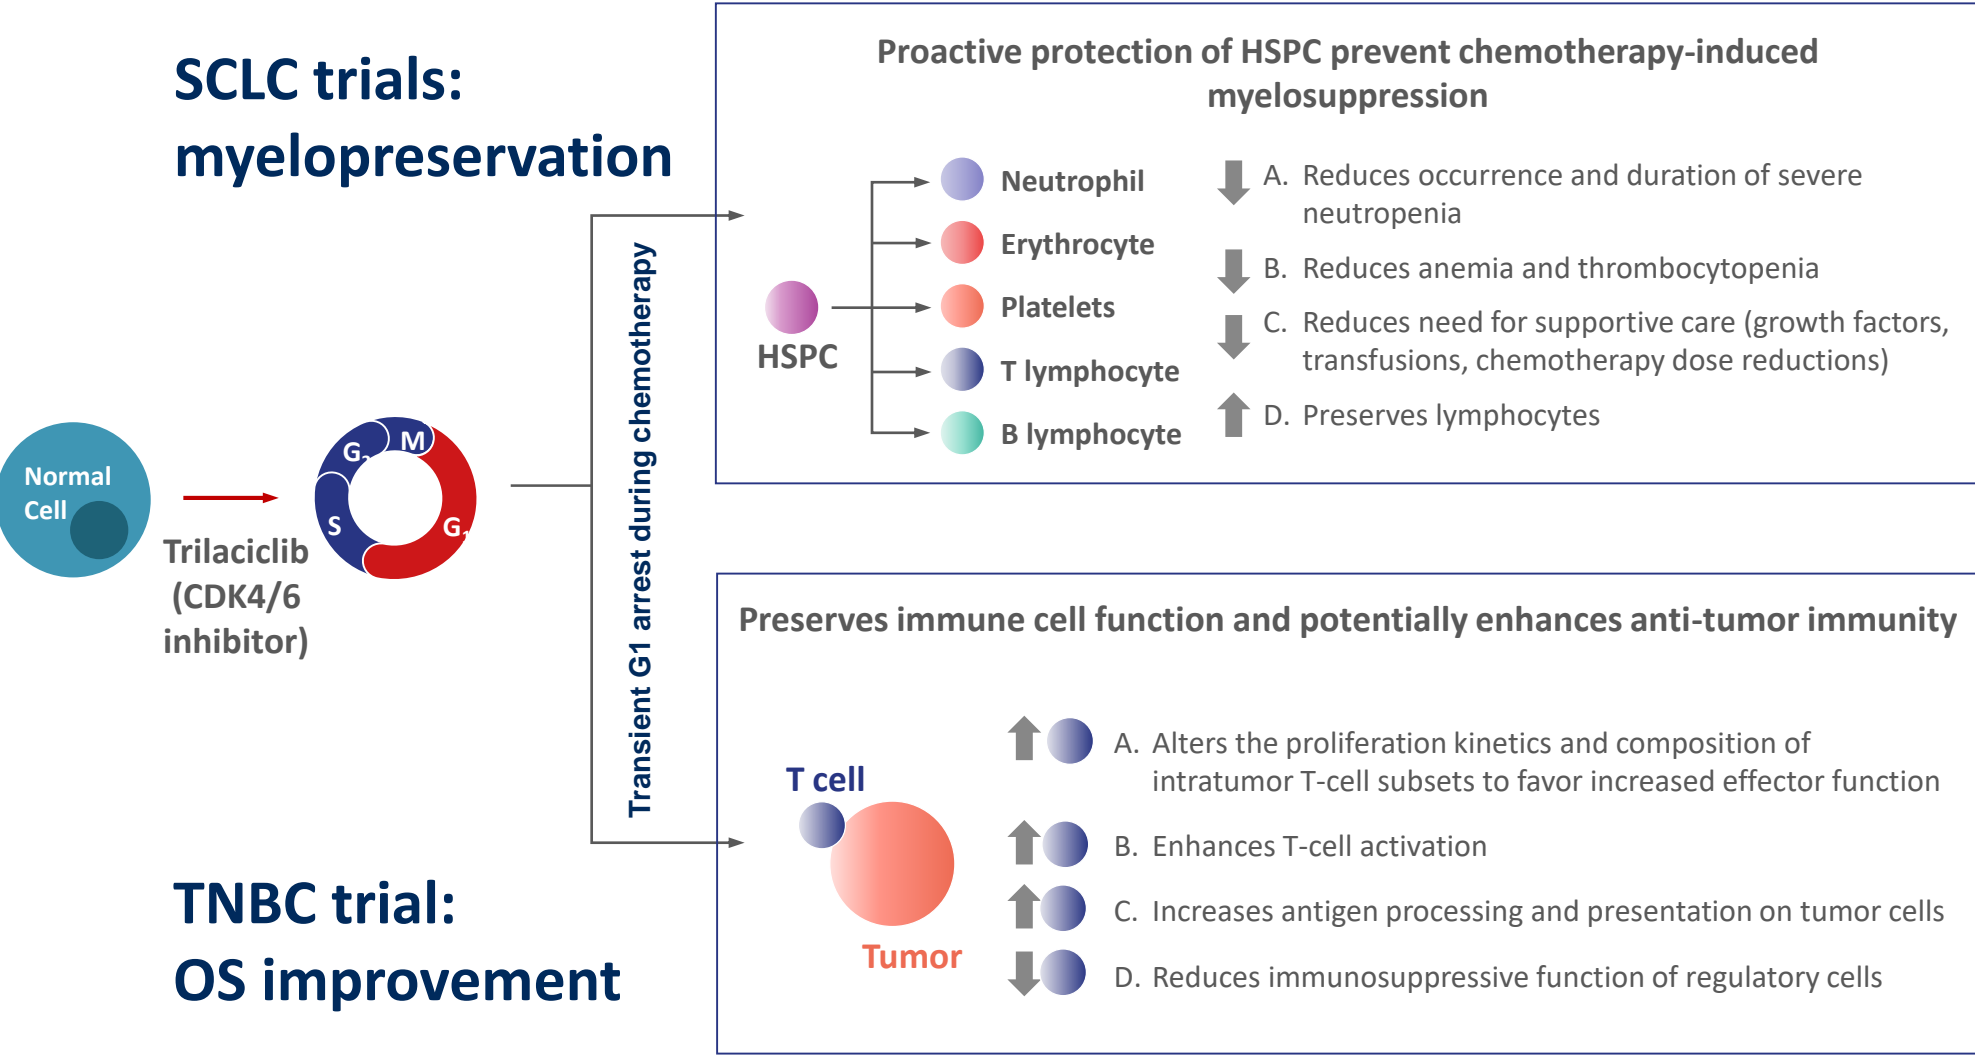 SCLC trials:
myelopreservation
Proactive protection of HSPC prevent chemotherapy-induced
myelosuppression
HSPC
Neutrophil
Erythrocyte
Platelets
T lymphocyte
B lymphocyte
A. Reduces occurrence and duration of severe
neutropenia
B. Reduces anemia and thrombocytopenia
C. Reduces need for supportive care (growth factors,
transfusions, chemotherapy dose reductions)
D. Preserves lymphocytes
Normal
Cell
Trilaciclib
(CDK4/6
inhibitor)
G₂
M
S
G₁
Transient G1 arrest during chemotherapy
Preserves immune cell function and potentially enhances anti-tumor immunity
T cell
Tumor
A. Alters the proliferation kinetics and composition of
intratumor T-cell subsets to favor increased effector function
B. Enhances T-cell activation
C. Increases antigen processing and presentation on tumor cells
D. Reduces immunosuppressive function of regulatory cells
TNBC trial:
OS improvement